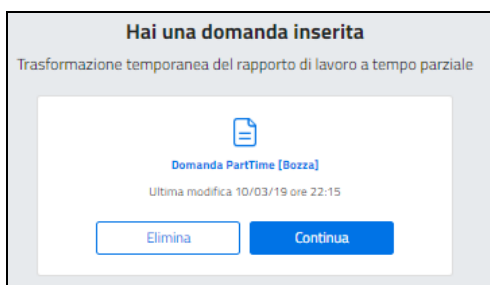 Hai una domanda inserita
Trasformazione temporanea del rapporto di lavoro a tempo parziale
Domanda PartTime [Bozza]
Ultima modifica 10/03/19 ore 22:15
Elimina
Continua